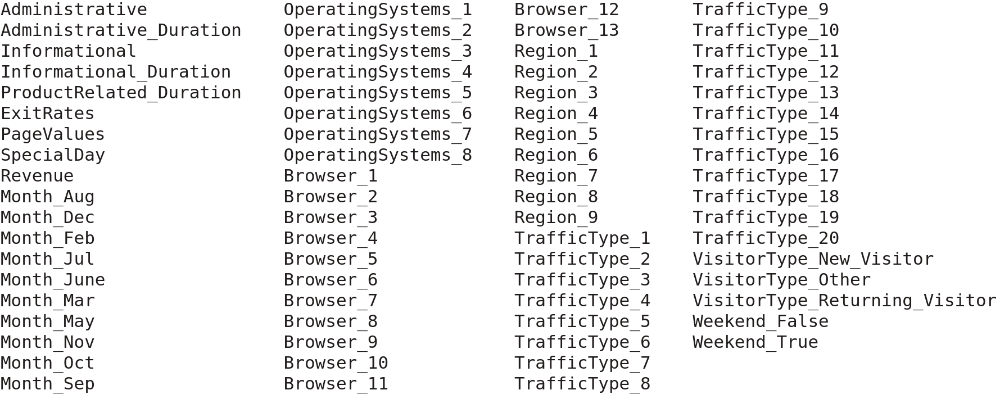 Administrative
Administrative_Duration
Informational
Informational_Duration
ProductRelated_Duration
ExitRates
PageValues
SpecialDay
Revenue
Month_Aug
Month_Dec
Month_Feb
Month_Jul
Month_June
Month_Mar
Month_May
Month_Nov
Month_Oct
Month_Sep
OperatingSystems_1
OperatingSystems_2
OperatingSystems_3
OperatingSystems_4
OperatingSystems_5
OperatingSystems_6
OperatingSystems_7
OperatingSystems_8
Browser_1
Browser_2
Browser_3
Browser_4
Browser_5
Browser_6
Browser_7
Browser_8
Browser_9
Browser_10
Browser_11
Browser_12
Browser_13
Region_1
Region_2
Region_3
Region_4
Region_5
Region_6
Region_7
Region_8
Region_9
TrafficType_1
TrafficType_2
TrafficType_3
TrafficType_4
TrafficType_5
TrafficType_6
TrafficType_7
TrafficType_8
TrafficType_9
TrafficType_10
TrafficType_11
TrafficType_12
TrafficType_13
TrafficType_14
TrafficType_15
TrafficType_16
TrafficType_17
TrafficType_18
TrafficType_19
TrafficType_20
VisitorType_New_Visitor
VisitorType_Other
VisitorType_Returning_Visitor
Weekend_False
Weekend_True